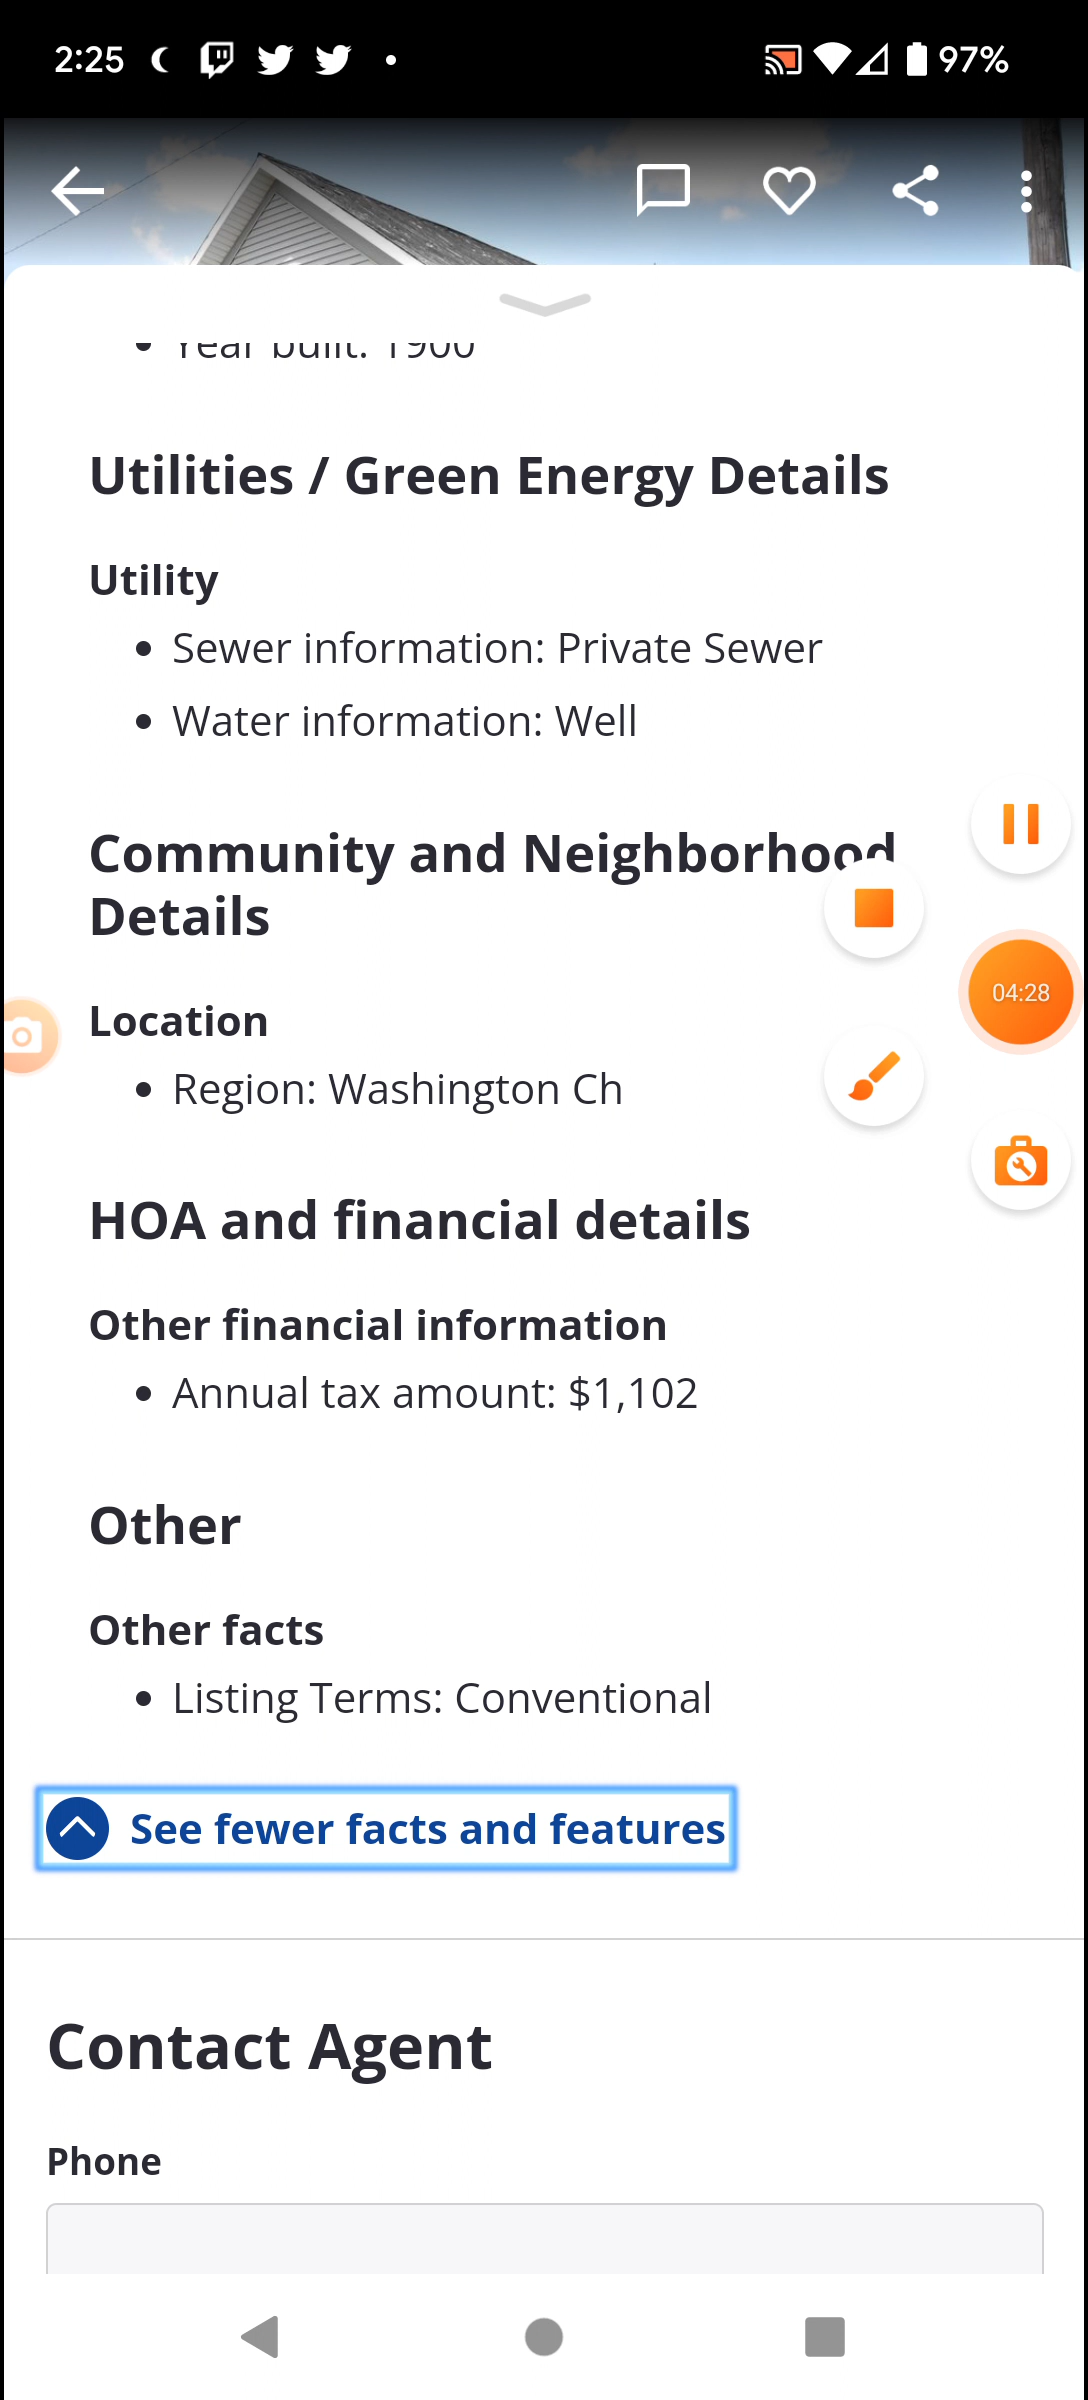 2:25
97%
Year built: 1900
Utilities / Green Energy Details
Utility
Sewer information: Private Sewer
Water information: Well
Community and Neighborhood
Details
04:28
Location
Region: Washington Ch
HOA and financial details
Other financial information
Annual tax amount: $1,102
Other
Other facts
Listing Terms: Conventional
See fewer facts and features
Contact Agent
Phone